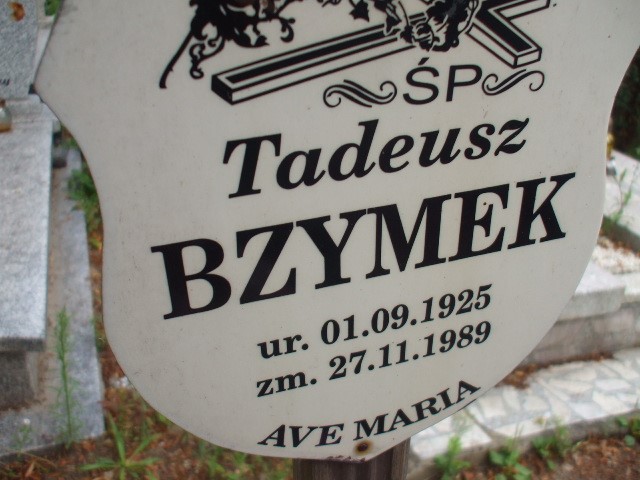 ŚP
Tadeusz
BZYMEK
ur. 01.09.1925
zm. 27.11.1989
AVE MARIA